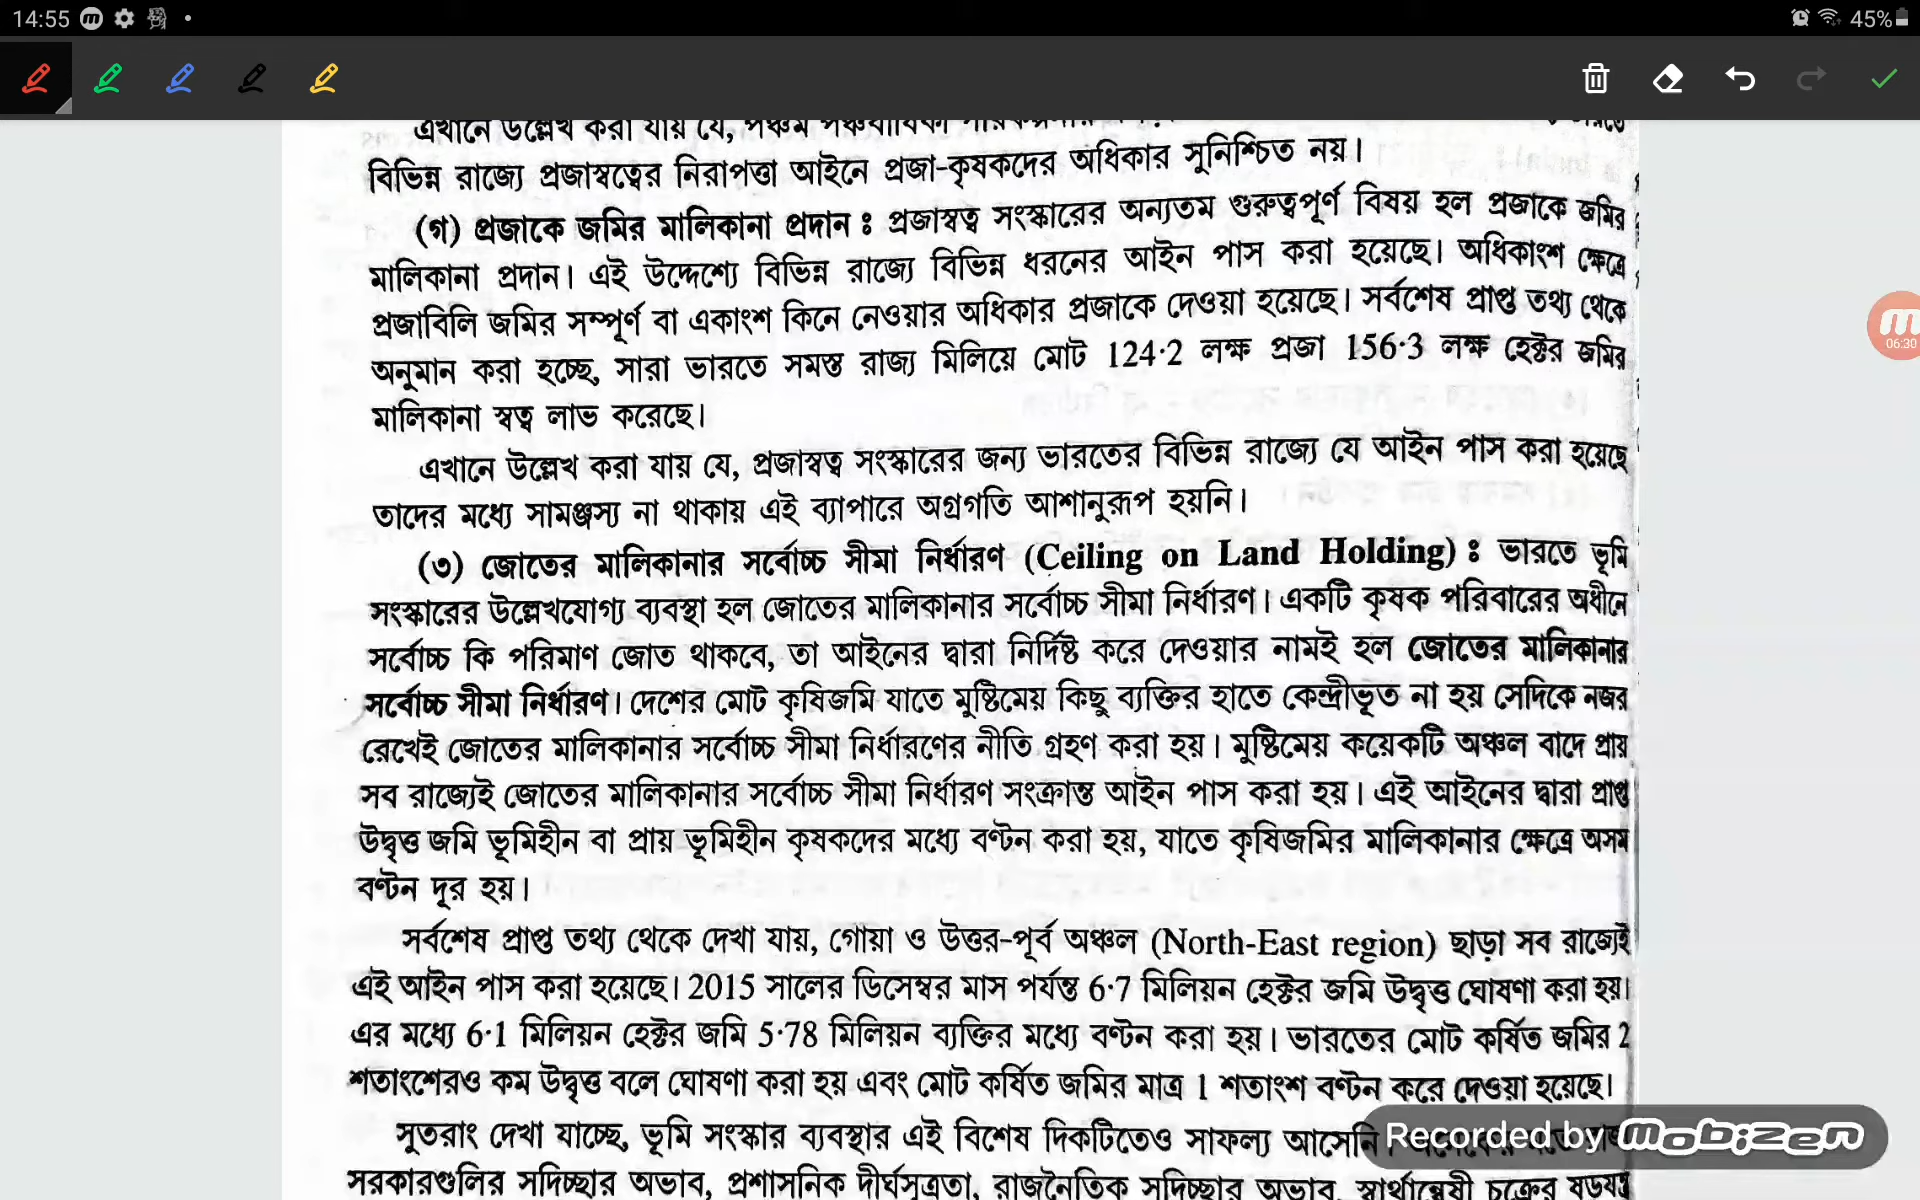 14:55
45%
এখানে উল্লেখ করা যায় যে, পঞ্চম পঞ্চবার্ষিকী
বিভিন্ন রাজ্যে প্রজাস্বত্বের নিরাপত্তা আইনে প্রজা-কৃষকদের অধিকার সুনিশ্চিত নয়।
(গ) প্রজাকে জমির মালিকানা প্রদান ঃ প্রজাস্বত্ব সংস্কারের অন্যতম গুরুত্বপূর্ণ বিষয় হল প্রজাকে জমির
মালিকানা প্রদান। এই উদ্দেশ্যে বিভিন্ন রাজ্যে বিভিন্ন ধরনের আইন পাস করা হয়েছে। অধিকাংশ ক্ষেত্রে
প্রজাবিলি জমির সম্পূর্ণ বা একাংশ কিনে নেওয়ার অধিকার প্রজাকে দেওয়া হয়েছে। সর্বশেষ প্রাপ্ত তথ্য থেকে
অনুমান করা হচ্ছে, সারা ভারতে সমস্ত রাজ্য মিলিয়ে মোট 124·2 লক্ষ প্রজা 156·3 লক্ষ হেক্টর জমির
মালিকানা স্বত্ব লাভ করেছে।
এখানে উল্লেখ করা যায় যে, প্রজাস্বত্ব সংস্কারের জন্য ভারতের বিভিন্ন রাজ্যে যে আইন পাস করা হয়েছে
তাদের মধ্যে সামঞ্জস্য না থাকায় এই ব্যাপারে অগ্রগতি আশানুরূপ হয়নি।
(৩) জোতের মালিকানার সর্বোচ্চ সীমা নির্ধারণ (Ceiling on Land Holding) ঃ ভারতে ভূমি
সংস্কারের উল্লেখযোগ্য ব্যবস্থা হল জোতের মালিকানার সর্বোচ্চ সীমা নির্ধারণ। একটি কৃষক পরিবারের অধীনে
সর্বোচ্চ কি পরিমাণ জোত থাকবে, তা আইনের দ্বারা নির্দিষ্ট করে দেওয়ার নামই হল জোতের মালিকানার
সর্বোচ্চ সীমা নির্ধারণ। দেশের মোট কৃষিজমি যাতে মুষ্টিমেয় কিছু ব্যক্তির হাতে কেন্দ্রীভূত না হয় সেদিকে নজর
রেখেই জোতের মালিকানার সর্বোচ্চ সীমা নির্ধারণের নীতি গ্রহণ করা হয়। মুষ্টিমেয় কয়েকটি অঞ্চল বাদে প্রায়
সব রাজ্যেই জোতের মালিকানার সর্বোচ্চ সীমা নির্ধারণ সংক্রান্ত আইন পাস করা হয়। এই আইনের দ্বারা প্রাপ্ত
উদ্বৃত্ত জমি ভূমিহীন বা প্রায় ভূমিহীন কৃষকদের মধ্যে বণ্টন করা হয়, যাতে কৃষিজমির মালিকানার ক্ষেত্রে অসম
বণ্টন দূর হয়।
সর্বশেষ প্রাপ্ত তথ্য থেকে দেখা যায়, গোয়া ও উত্তর-পূর্ব অঞ্চল (North-East region) ছাড়া সব রাজ্যেই
এই আইন পাস করা হয়েছে। 2015 সালের ডিসেম্বর মাস পর্যন্ত 6·7 মিলিয়ন হেক্টর জমি উদ্বৃত্ত ঘোষণা করা হয়।
এর মধ্যে 6·1 মিলিয়ন হেক্টর জমি 5·78 মিলিয়ন ব্যক্তির মধ্যে বণ্টন করা হয়। ভারতের মোট কর্ষিত জমির 2
শতাংশেরও কম উদ্বৃত্ত বলে ঘোষণা করা হয় এবং মোট কর্ষিত জমির মাত্র 1 শতাংশ বণ্টন করে দেওয়া হয়েছে।
সুতরাং দেখা যাচ্ছে, ভূমি সংস্কার ব্যবস্থার এই বিশেষ দিকটিতেও সাফল্য আসেনি
সরকারগুলির সদিচ্ছার অভাব, প্রশাসনিক দীর্ঘসূত্রতা, রাজনৈতিক সদিচ্ছার অভাব, স্বার্থান্বেষী চক্রের ষড়যন্ত্র
06:30
Recorded by Mobizen